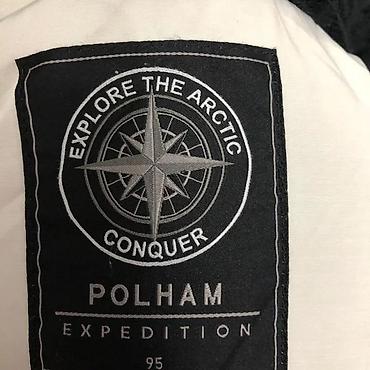 EXPLORE THE ARCTIC
CONQUER
POLHAM
EXPEDITION
95